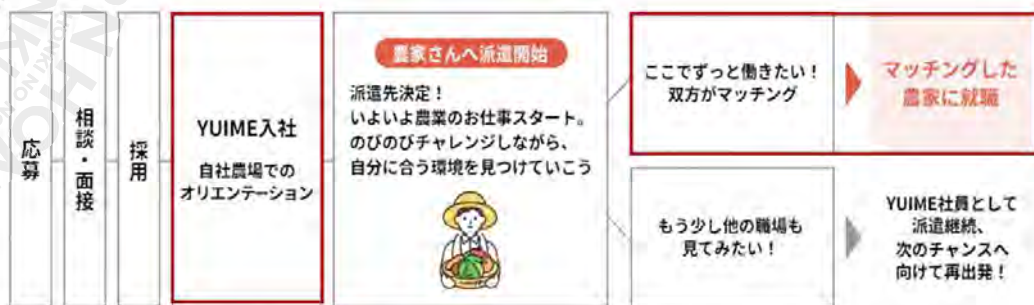 応募
相談・面接
採用
YUIME入社
自社農場での
オリエンテーション
農家さんへ派遣開始
派遣先決定！
いよいよ農業のお仕事スタート。
のびのびチャレンジしながら、
自分に合う環境を見つけていこう
ここでずっと働きたい！
双方がマッチング
マッチングした
農家に就職
もう少し他の職場も
見てみたい！
YUIME社員として
派遣継続、
次のチャンスへ
向けて再出発！